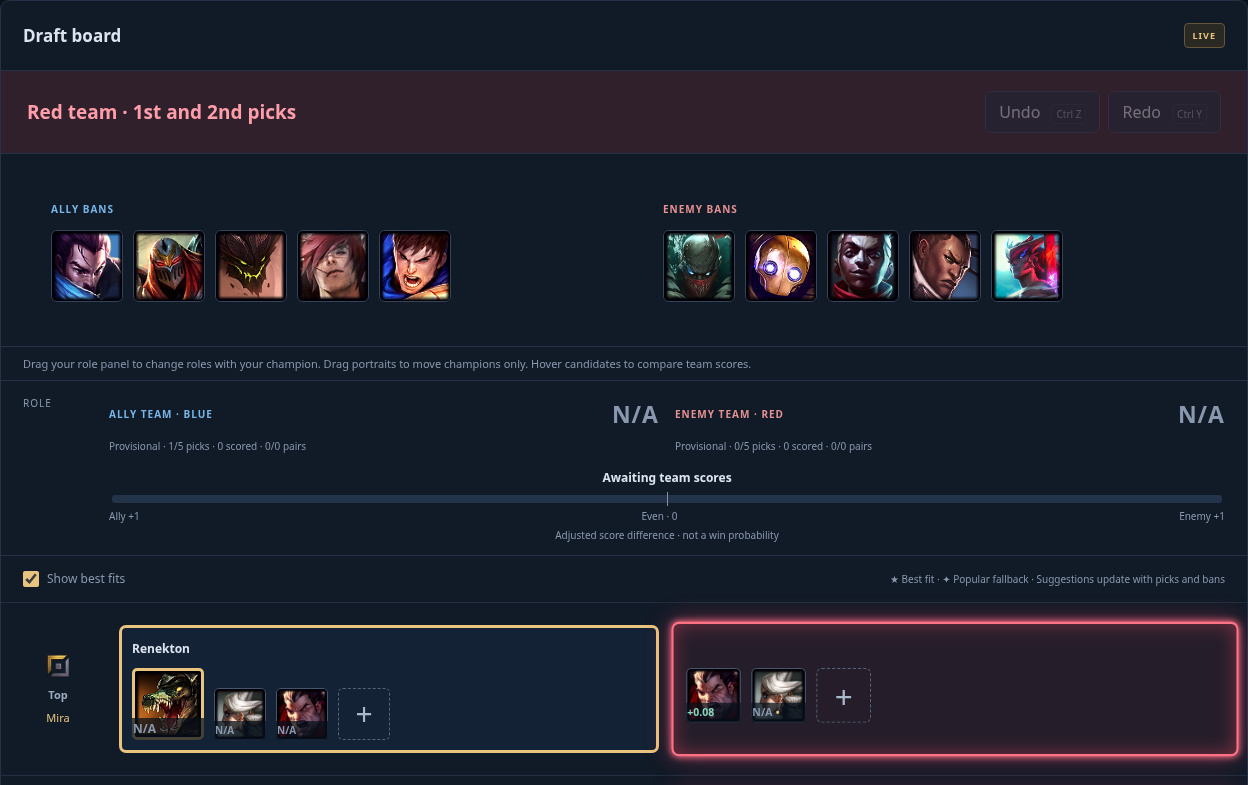 Draft board
LIVE
Red team · 1st and 2nd picks
Undo Ctrl Z
Redo Ctrl Y
ALLY BANS
ENEMY BANS
Drag your role panel to change roles with your champion. Drag portraits to move champions only. Hover candidates to compare team scores.
ROLE
ALLY TEAM · BLUE
N/A
ENEMY TEAM · RED
N/A
Provisional · 1/5 picks · 0 scored · 0/0 pairs
Provisional · 0/5 picks · 0 scored · 0/0 pairs
Awaiting team scores
Ally +1
Even · 0
Enemy +1
Adjusted score difference · not a win probability
Show best fits
★ Best fit · ✦ Popular fallback · Suggestions update with picks and bans
Top
Mira
Renekton
N/A
N/A
N/A
+
+0.08
N/A •
+